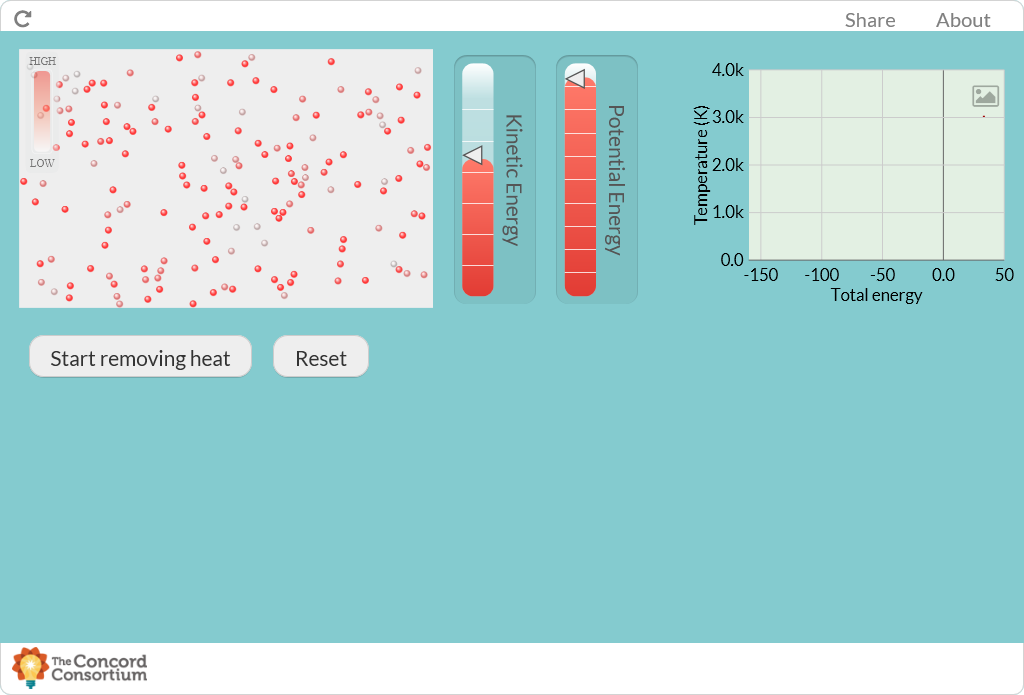 Share About
HIGH
LOW
Kinetic Energy
Potential Energy
Temperature (K)
4.0k
3.0k
2.0k
1.0k
0.0
-150 -100 -50 0.0 50
Total energy
Start removing heat Reset
The Concord
Consortium